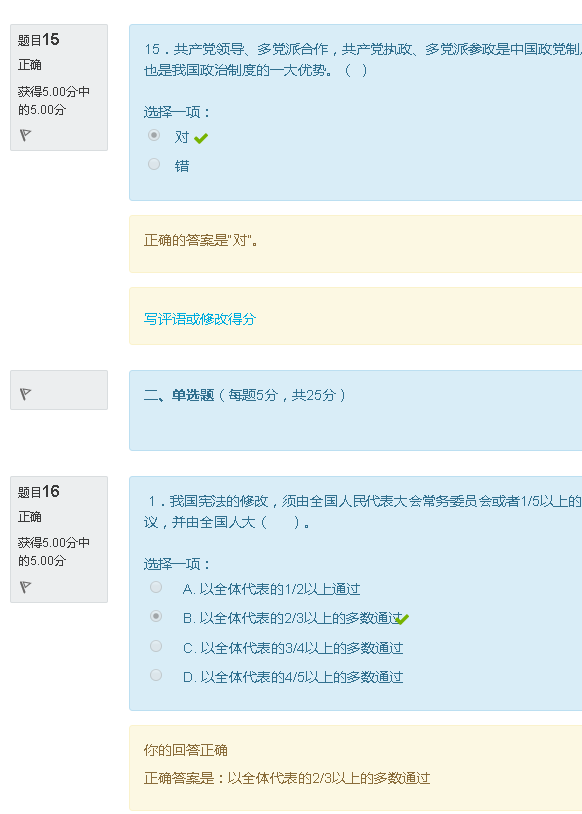 题目15
正确
获得5.00分中
的5.00分
15．共产党领导、多党派合作，共产党执政、多党派参政是中国政党制
也是我国政治制度的一大优势。（ ）
选择一项：
对
错
正确的答案是“对”。
写评语或修改得分
二、单选题（每题5分，共25分）
题目16
正确
获得5.00分中
的5.00分
1．我国宪法的修改，须由全国人民代表大会常务委员会或者1/5以上的
议，并由全国人大（ ）。
选择一项：
A. 以全体代表的1/2以上通过
B. 以全体代表的2/3以上的多数通过
C. 以全体代表的3/4以上的多数通过
D. 以全体代表的4/5以上的多数通过
你的回答正确
正确答案是：以全体代表的2/3以上的多数通过